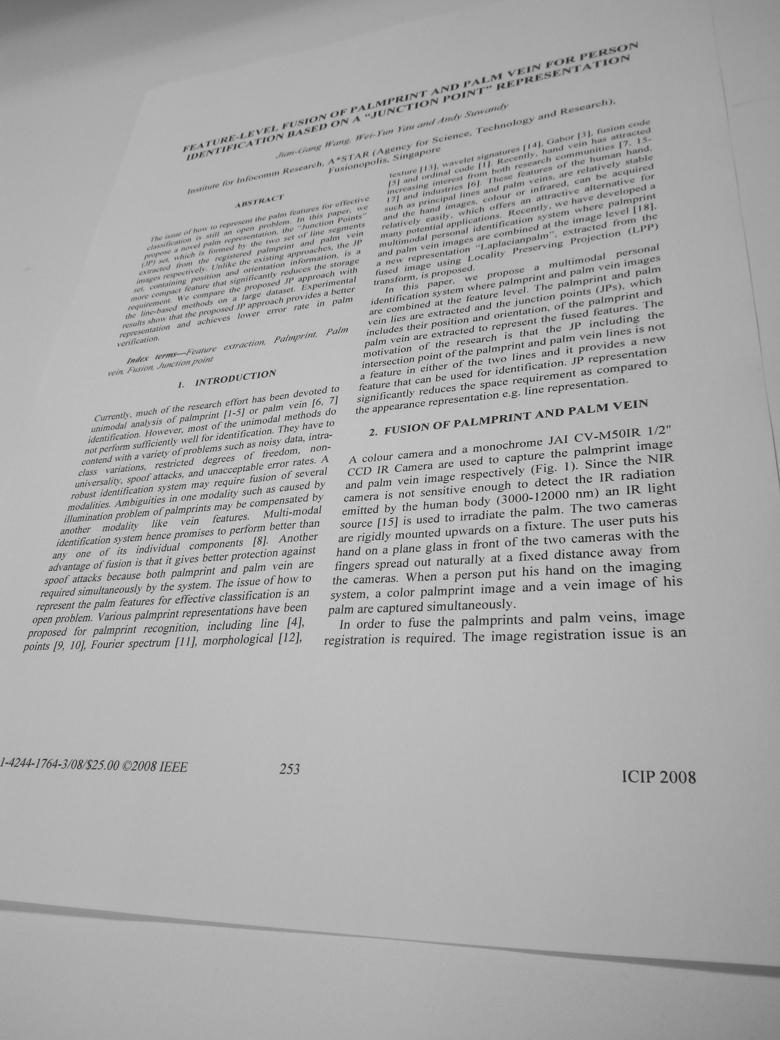 FEATURE-LEVEL FUSION OF PALMPRINT AND PALM VEIN FOR PERSON
IDENTIFICATION BASED ON A "JUNCTION POINT" REPRESENTATION
Jian-Gang Wang, Wei-Yun Yau and Andy Suwandy
Institute for Infocomm Research, A*STAR (Agency for Science, Technology and Research),
Fusionopolis, Singapore
ABSTRACT
The issue of how to represent the palm features for effective
classification is still an open problem. In this paper, we
propose a novel palm representation, the "Junction Points"
(JP) set, which is formed by the two set of line segments
extracted from the registered palmprint and palm vein
images respectively. Unlike the existing approaches, the JP
set, containing position and orientation information, is a
more compact feature that significantly reduces the storage
requirement. We compare the proposed JP approach with
the line-based methods on a large dataset. Experimental
results show that the proposed JP approach provides a better
representation and achieves lower error rate in palm
verification.
Index terms—Feature extraction, Palmprint, Palm
vein, Fusion, Junction point
1. INTRODUCTION
Currently, much of the research effort has been devoted to
unimodal analysis of palmprint [1-5] or palm vein [6, 7]
identification. However, most of the unimodal methods do
not perform sufficiently well for identification. They have to
contend with a variety of problems such as noisy data, intra-
class variations, restricted degrees of freedom, non-
universality, spoof attacks, and unacceptable error rates. A
robust identification system may require fusion of several
modalities. Ambiguities in one modality such as caused by
illumination problem of palmprints may be compensated by
another modality like vein features. Multi-modal
identification system hence promises to perform better than
any one of its individual components [8]. Another
advantage of fusion is that it gives better protection against
spoof attacks because both palmprint and palm vein are
required simultaneously by the system. The issue of how to
represent the palm features for effective classification is an
open problem. Various palmprint representations have been
proposed for palmprint recognition, including line [4],
points [9, 10], Fourier spectrum [11], morphological [12],
texture [13], wavelet signatures [14], Gabor [3], fusion code
[5] and ordinal code [1]. Recently, hand vein has attracted
increasing interest from both research communities [7, 15-
17] and industries [6]. These features of the human hand,
such as principal lines and palm veins, are relatively stable
and the hand images, colour or infrared, can be acquired
relatively easily, which offers an attractive alternative for
many potential applications. Recently, we have developed a
multimodal personal identification system where palmprint
and palm vein images are combined at the image level [18],
a new representation "Laplacianpalm", extracted from the
fused image using Locality Preserving Projection (LPP)
transform, is proposed.
In this paper, we propose a multimodal personal
identification system where palmprint and palm vein images
are combined at the feature level. The palmprint and palm
vein lies are extracted and the junction points (JPs), which
includes their position and orientation, of the palmprint and
palm vein are extracted to represent the fused features. The
motivation of the research is that the JP including the
intersection point of the palmprint and palm vein lines is not
a feature in either of the two lines and it provides a new
feature that can be used for identification. JP representation
significantly reduces the space requirement as compared to
the appearance representation e.g. line representation.
2. FUSION OF PALMPRINT AND PALM VEIN
A colour camera and a monochrome JAI CV-M50IR 1/2"
CCD IR Camera are used to capture the palmprint image
and palm vein image respectively (Fig. 1). Since the NIR
camera is not sensitive enough to detect the IR radiation
emitted by the human body (3000-12000 nm) an IR light
source [15] is used to irradiate the palm. The two cameras
are rigidly mounted upwards on a fixture. The user puts his
hand on a plane glass in front of the two cameras with the
fingers spread out naturally at a fixed distance away from
the cameras. When a person put his hand on the imaging
system, a color palmprint image and a vein image of his
palm are captured simultaneously.
In order to fuse the palmprints and palm veins, image
registration is required. The image registration issue is an
1-4244-1764-3/08/$25.00 ©2008 IEEE
253
ICIP 2008